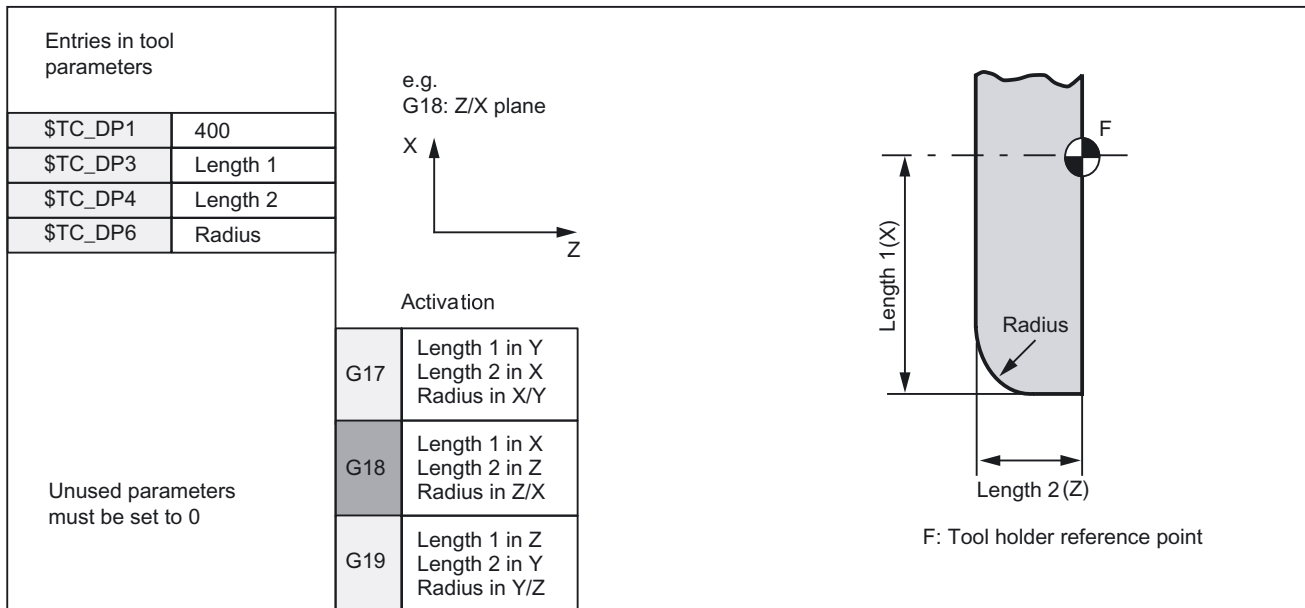 Entries in tool
parameters
$TC_DP1 400
$TC_DP3 Length 1
$TC_DP4 Length 2
$TC_DP6 Radius
Unused parameters
must be set to 0
e.g.
G18: Z/X plane
X
Z
Activation
G17
Length 1 in Y
Length 2 in X
Radius in X/Y
G18
Length 1 in X
Length 2 in Z
Radius in Z/X
G19
Length 1 in Z
Length 2 in Y
Radius in Y/Z
F
Length 1 (X)
Radius
Length 2 (Z)
F: Tool holder reference point